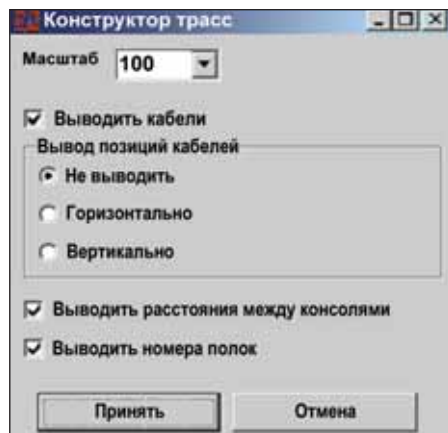 Конструктор трасс
Масштаб 100
Выводить кабели
Вывод позиций кабелей
Не выводить
Горизонтально
Вертикально
Выводить расстояния между консолями
Выводить номера полок
Принять Отмена